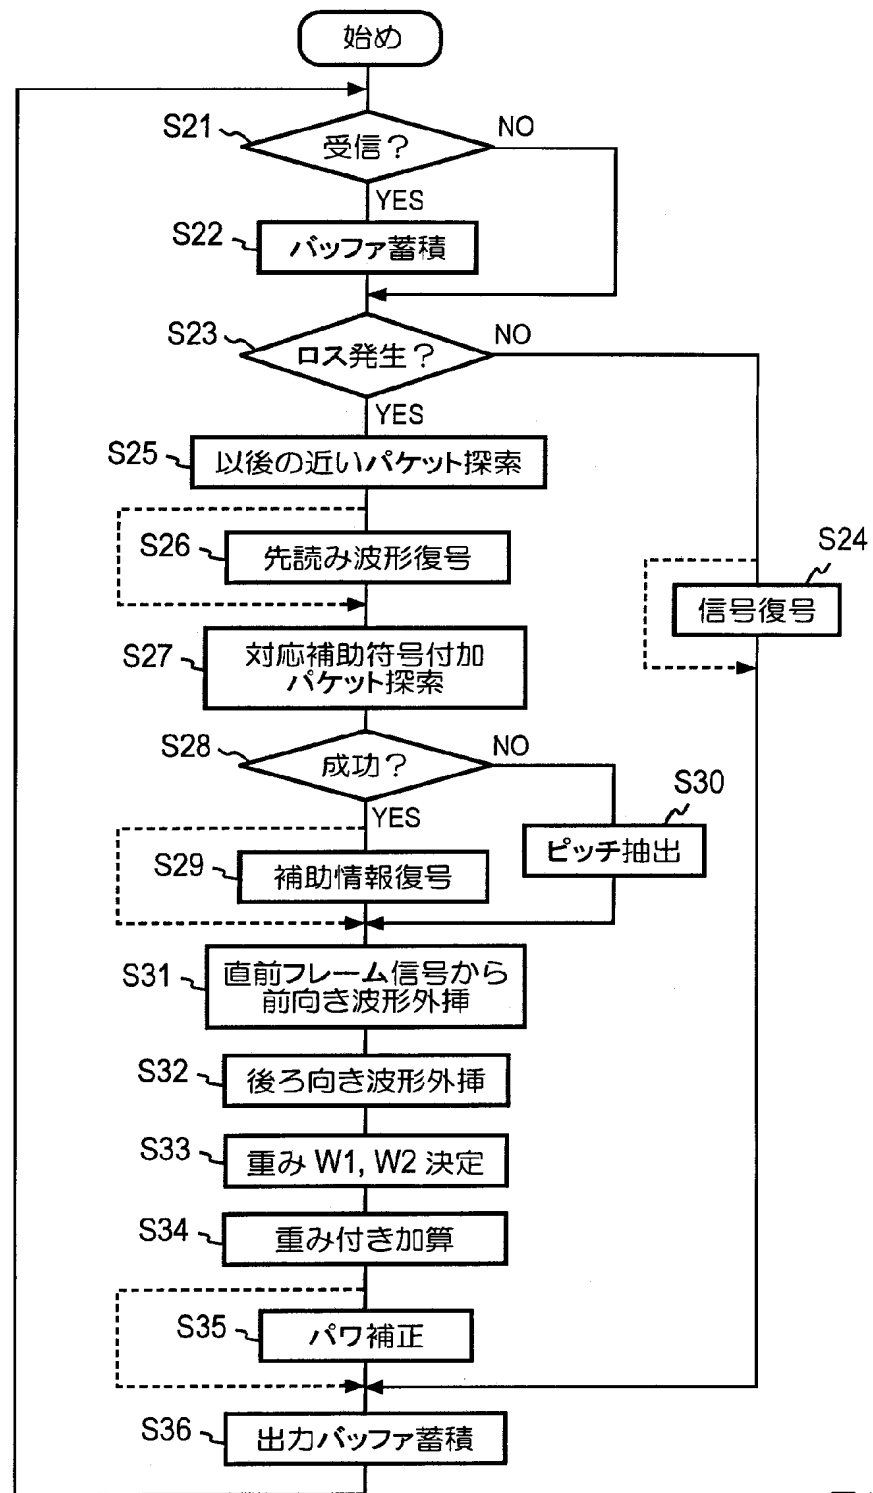 始め
S21
受信?
NO
YES
S22
バッファ蓄積
S23
ロス発生?
NO
YES
S25
以後の近いパケット探索
S26
先読み波形復号
S24
信号復号
S27
対応補助符号付加
パケット探索
S28
成功?
NO
YES
S30
ピッチ抽出
S29
補助情報復号
S31
直前フレーム信号から
前向き波形外挿
S32
後ろ向き波形外挿
S33
重み W1, W2 決定
S34
重み付き加算
S35
パワ補正
S36
出力バッファ蓄積